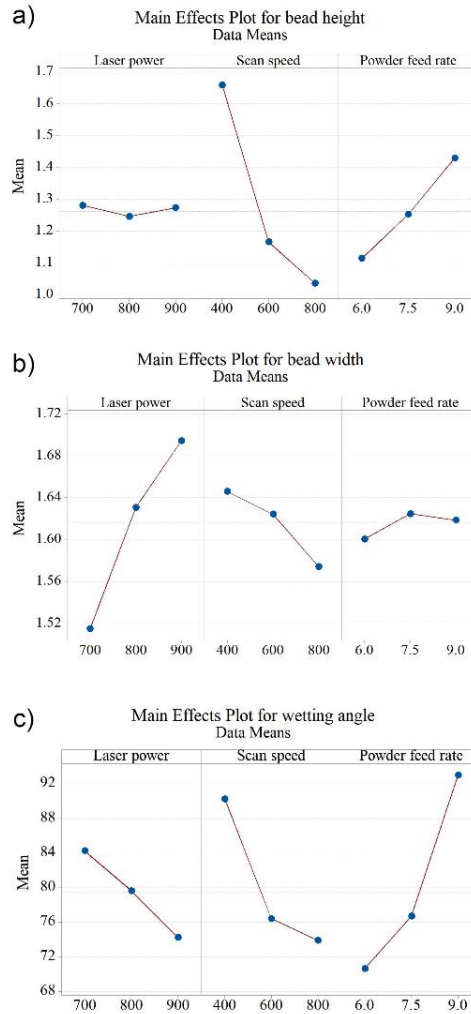 a)
Main Effects Plot for bead height
Data Means
Laser power Scan speed Powder feed rate
1.7
1.6
1.5
1.4
1.3
1.2
1.1
1.0
Mean
700 800 900 400 600 800 6.0 7.5 9.0
b)
Main Effects Plot for bead width
Data Means
Laser power Scan speed Powder feed rate
1.72
1.68
1.64
1.60
1.56
1.52
Mean
700 800 900 400 600 800 6.0 7.5 9.0
c)
Main Effects Plot for wetting angle
Data Means
Laser power Scan speed Powder feed rate
92
88
84
80
76
72
68
Mean
700 800 900 400 600 800 6.0 7.5 9.0